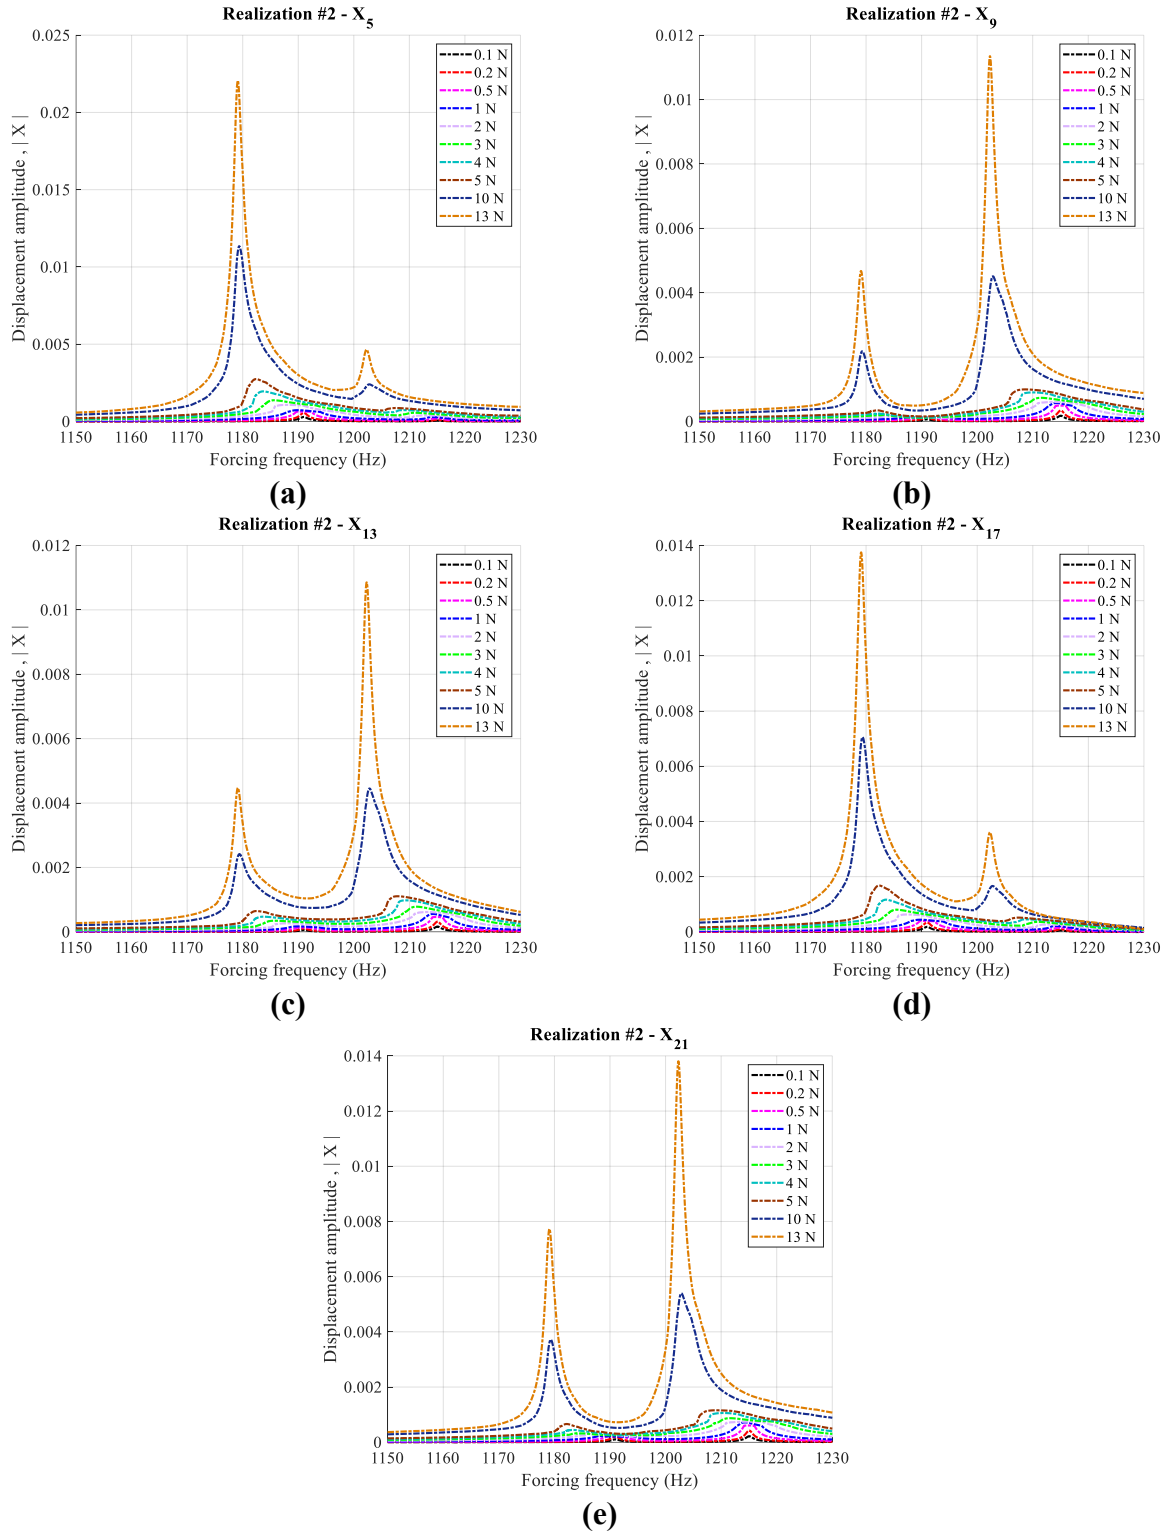 Realization #2 - X5
Displacement amplitude , | X |
0.025
0.02
0.015
0.01
0.005
0
1150 1160 1170 1180 1190 1200 1210 1220 1230
Forcing frequency (Hz)
0.1 N
0.2 N
0.5 N
1 N
2 N
3 N
4 N
5 N
10 N
13 N
(a)
Realization #2 - X9
Displacement amplitude , | X |
0.012
0.01
0.008
0.006
0.004
0.002
0
1150 1160 1170 1180 1190 1200 1210 1220 1230
Forcing frequency (Hz)
0.1 N
0.2 N
0.5 N
1 N
2 N
3 N
4 N
5 N
10 N
13 N
(b)
Realization #2 - X13
Displacement amplitude , | X |
0.012
0.01
0.008
0.006
0.004
0.002
0
1150 1160 1170 1180 1190 1200 1210 1220 1230
Forcing frequency (Hz)
0.1 N
0.2 N
0.5 N
1 N
2 N
3 N
4 N
5 N
10 N
13 N
(c)
Realization #2 - X17
Displacement amplitude , | X |
0.014
0.012
0.01
0.008
0.006
0.004
0.002
0
1150 1160 1170 1180 1190 1200 1210 1220 1230
Forcing frequency (Hz)
0.1 N
0.2 N
0.5 N
1 N
2 N
3 N
4 N
5 N
10 N
13 N
(d)
Realization #2 - X21
Displacement amplitude , | X |
0.014
0.012
0.01
0.008
0.006
0.004
0.002
0
1150 1160 1170 1180 1190 1200 1210 1220 1230
Forcing frequency (Hz)
0.1 N
0.2 N
0.5 N
1 N
2 N
3 N
4 N
5 N
10 N
13 N
(e)